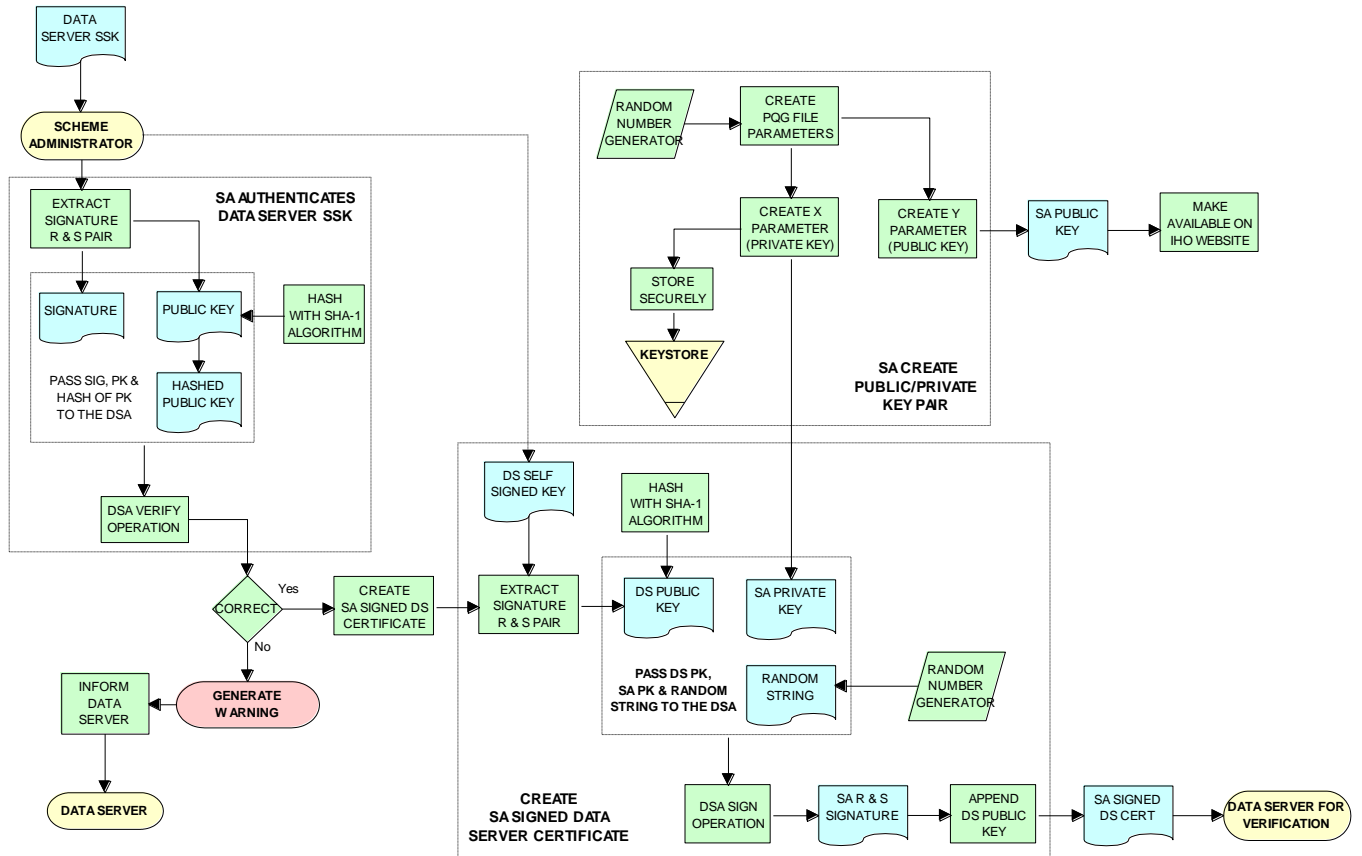 DATA
SERVER SSK
SCHEME
ADMINISTRATOR
SA AUTHENTICATES
DATA SERVER SSK
EXTRACT
SIGNATURE
R & S PAIR
SIGNATURE
PUBLIC KEY
HASH
WITH SHA-1
ALGORITHM
PASS SIG, PK &
HASH OF PK
TO THE DSA
HASHED
PUBLIC KEY
DSA VERIFY
OPERATION
CORRECT
Yes
No
CREATE
SA SIGNED DS
CERTIFICATE
GENERATE
WARNING
INFORM
DATA
SERVER
DATA SERVER
RANDOM
NUMBER
GENERATOR
CREATE
PQG FILE
PARAMETERS
CREATE X
PARAMETER
(PRIVATE KEY)
CREATE Y
PARAMETER
(PUBLIC KEY)
SA PUBLIC
KEY
MAKE
AVAILABLE ON
IHO WEBSITE
STORE
SECURELY
KEYSTORE
SA CREATE
PUBLIC/PRIVATE
KEY PAIR
DS SELF
SIGNED KEY
HASH
WITH SHA-1
ALGORITHM
EXTRACT
SIGNATURE
R & S PAIR
DS PUBLIC
KEY
SA PRIVATE
KEY
PASS DS PK,
SA PK & RANDOM
STRING TO THE DSA
RANDOM
STRING
RANDOM
NUMBER
GENERATOR
CREATE
SA SIGNED DATA
SERVER CERTIFICATE
DSA SIGN
OPERATION
SA R & S
SIGNATURE
APPEND
DS PUBLIC
KEY
SA SIGNED
DS CERT
DATA SERVER FOR
VERIFICATION